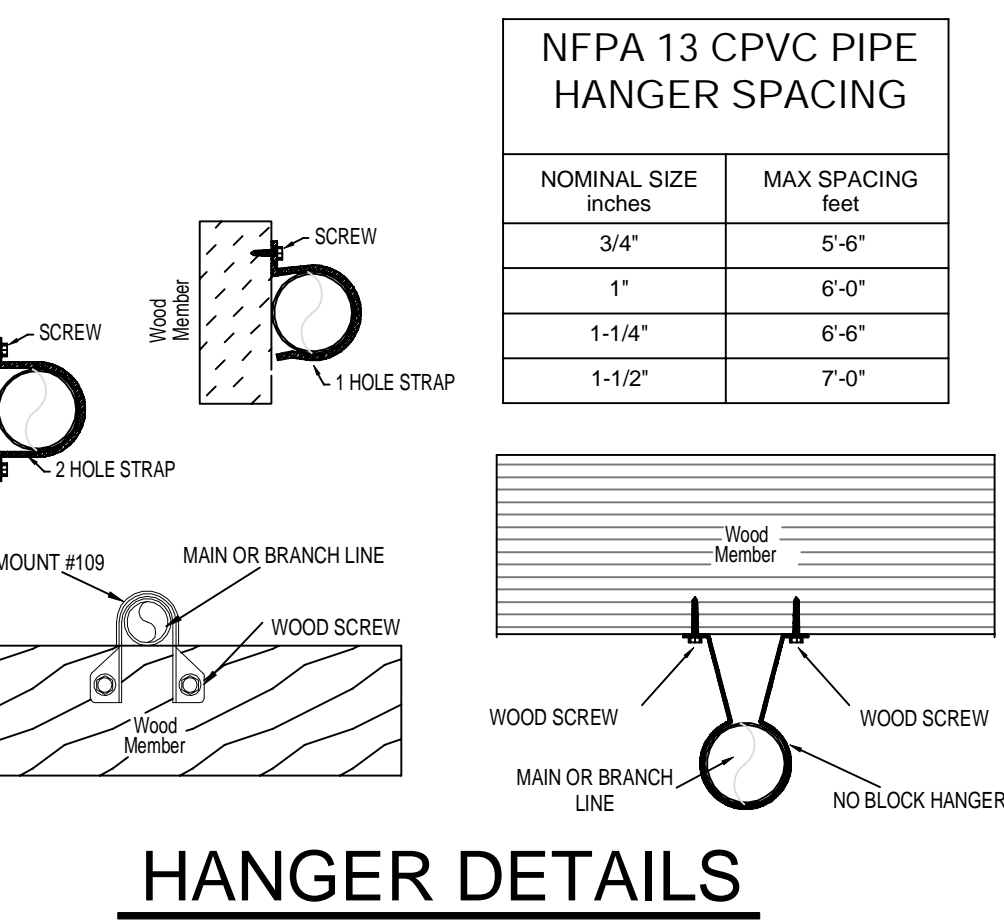 NFPA 13 CPVC PIPE
HANGER SPACING
NOMINAL SIZE
inches
MAX SPACING
feet
3/4"
5'-6"
1"
6'-0"
1-1/4"
6'-6"
1-1/2"
7'-0"
SCREW
Wood
Member
1 HOLE STRAP
SCREW
2 HOLE STRAP
MOUNT #109
MAIN OR BRANCH LINE
WOOD SCREW
Wood
Member
Wood
Member
WOOD SCREW
WOOD SCREW
MAIN OR BRANCH
LINE
NO BLOCK HANGER
HANGER DETAILS